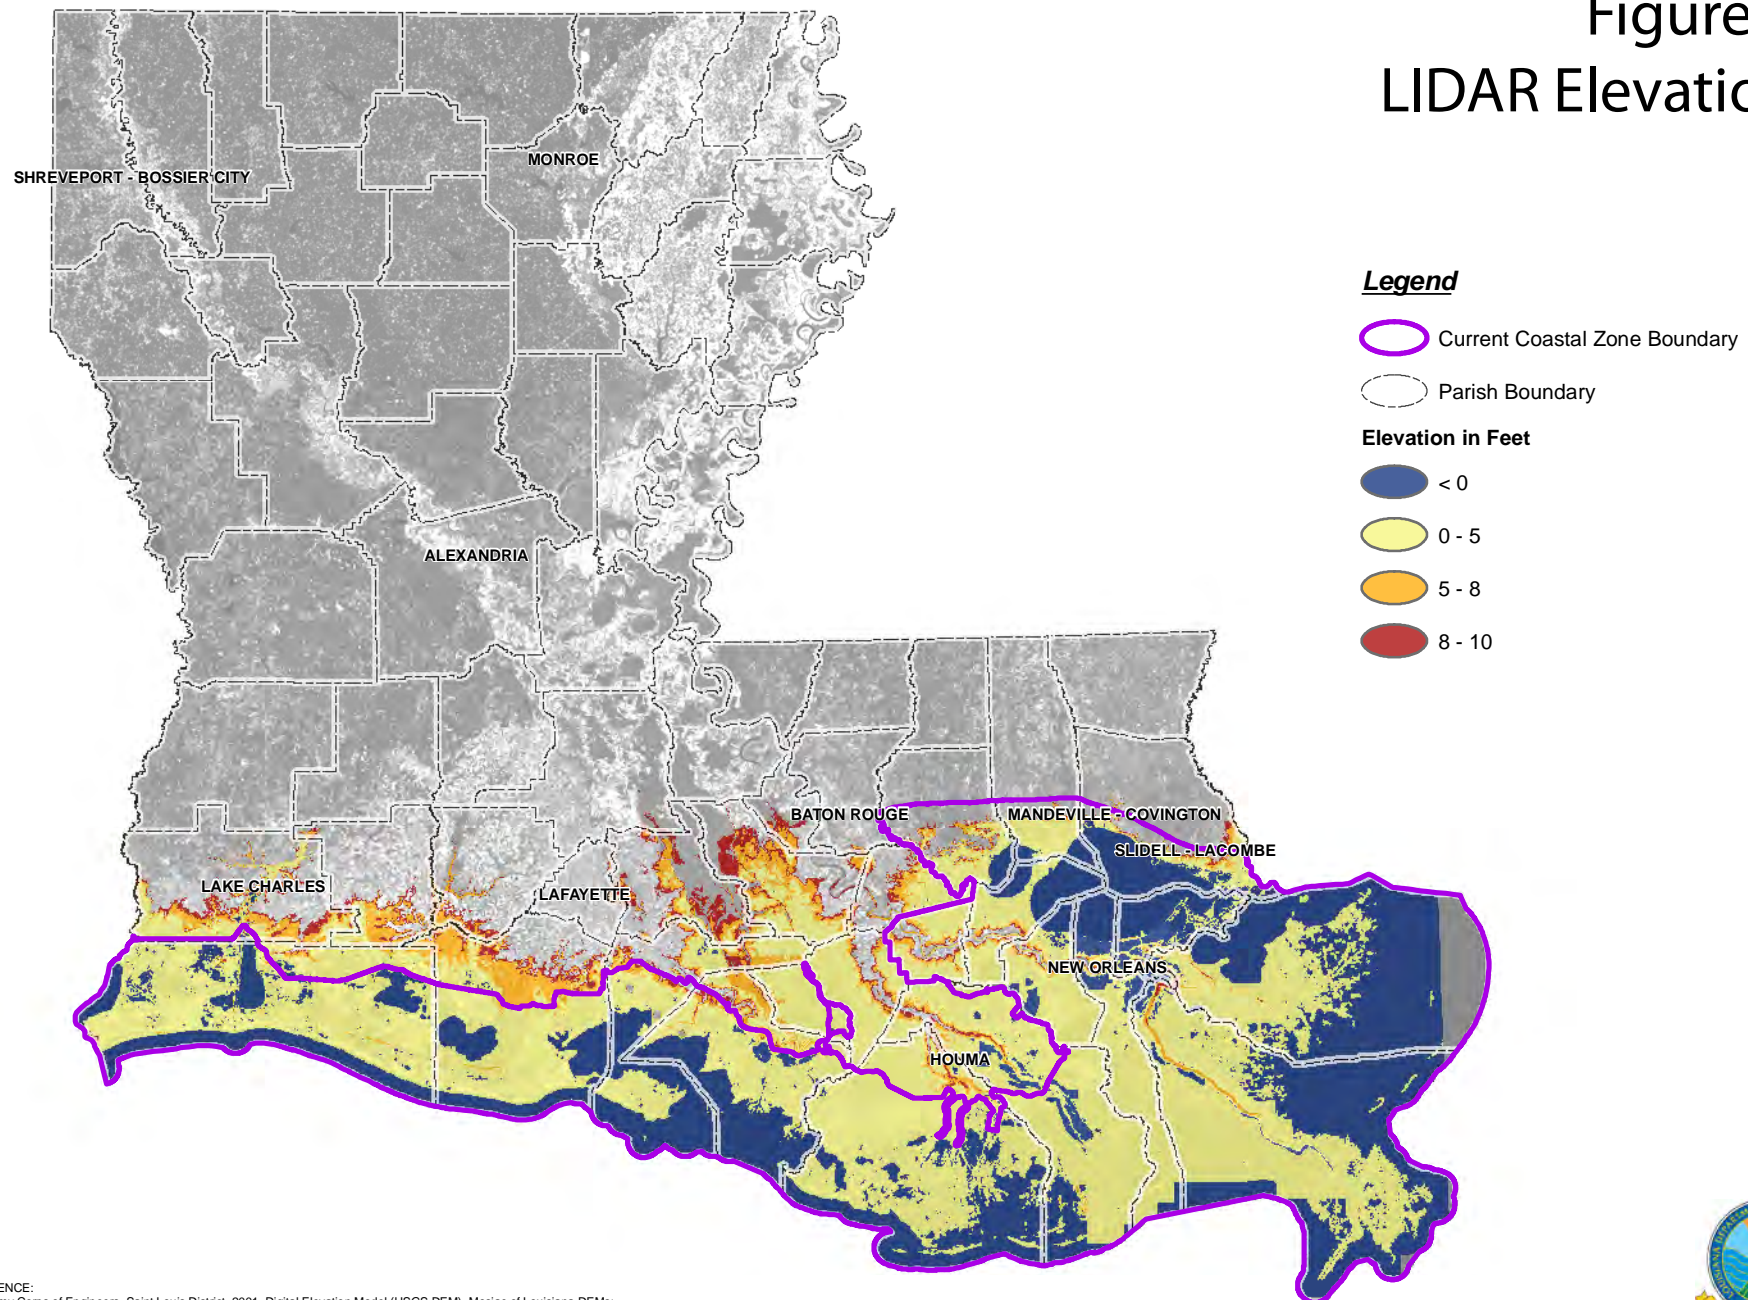 Figure
LIDAR Elevatio
MONROE
SHREVEPORT - BOSSIER CITY
Legend
Current Coastal Zone Boundary
Parish Boundary
Elevation in Feet
< 0
0 - 5
5 - 8
8 - 10
ALEXANDRIA
BATON ROUGE
MANDEVILLE - COVINGTON
SLIDELL - LACOMBE
LAKE CHARLES
LAFAYETTE
NEW ORLEANS
HOUMA
ENCE: